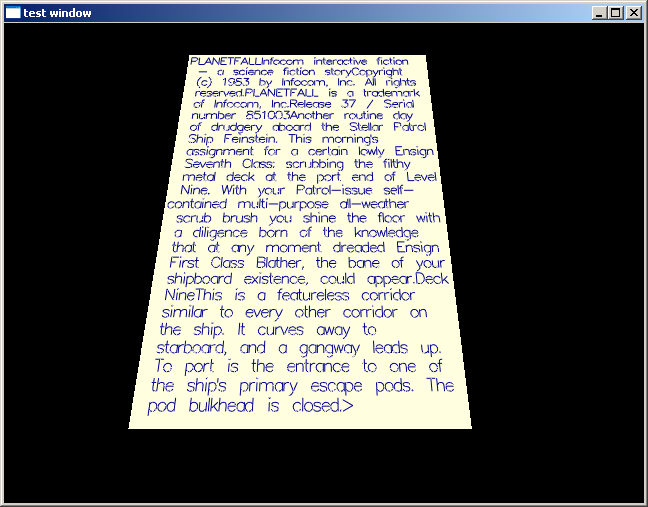 test window
PLANETFALLInfocom interactive fiction
- a science fiction storyCopyright
(c) 1983 by Infocom, Inc. All rights
reserved.PLANETFALL is a trademark
of Infocom, Inc.Release 37 / Serial
number 851003Another routine day
of drudgery aboard the Stellar Patrol
Ship Feinstein. This morning's
assignment for a certain lowly Ensign
Seventh Class: scrubbing the filthy
metal deck at the port end of Level
Nine. With your Patrol-issue self-
contained multi-purpose all-weather
scrub brush you shine the floor with
a diligence born of the knowledge
that at any moment dreaded Ensign
First Class Blather, the bane of your
shipboard existence, could appear.Deck
NineThis is a featureless corridor
similar to every other corridor on
the ship. It curves away to
starboard, and a gangway leads up.
To port is the entrance to one of
the ship's primary escape pods. The
pod bulkhead is closed.>